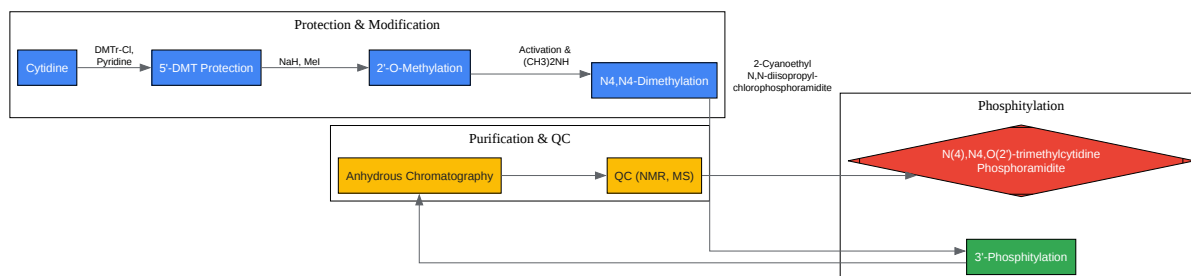 Protection & Modification
Cytidine
DMTr-Cl,
Pyridine
5'-DMT Protection
NaH, MeI
2'-O-Methylation
Activation &
(CH3)2NH
N4,N4-Dimethylation
2-Cyanoethyl
N,N-diisopropyl-
chlorophosphoramidite
Phosphitylation
N(4),N4,O(2')-trimethylcytidine
Phosphoramidite
3'-Phosphitylation
Purification & QC
Anhydrous Chromatography
QC (NMR, MS)